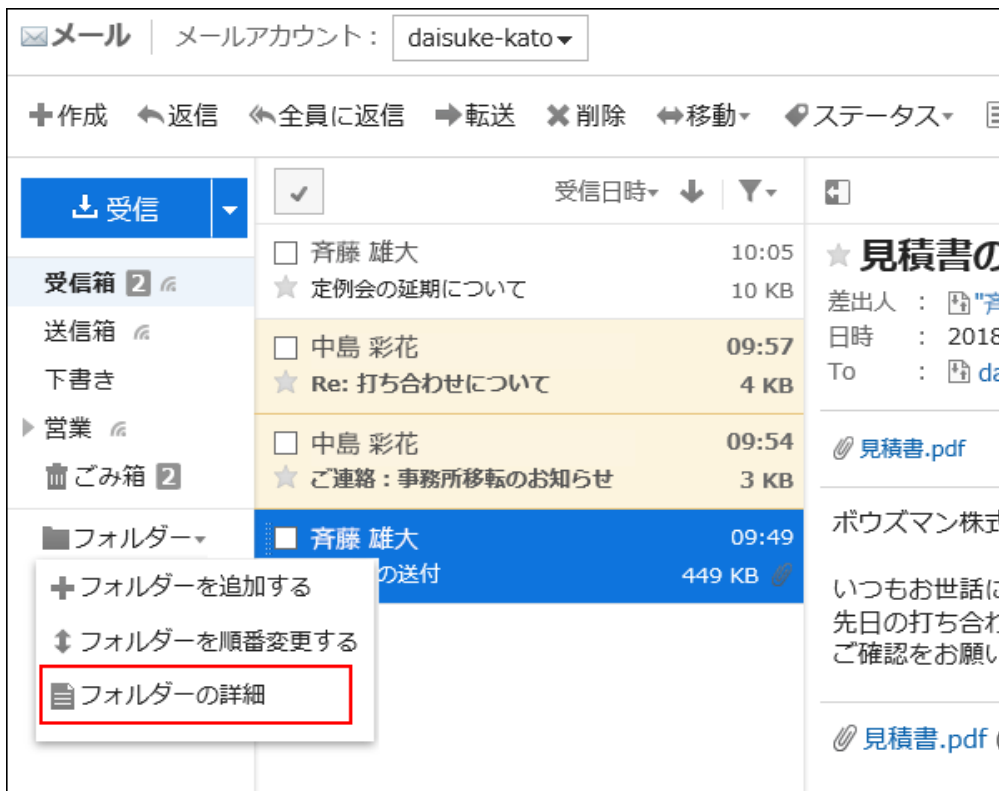 メール メールアカウント： daisuke-kato
作成 返信 全員に返信 転送 削除 移動 ステータス
受信
受信箱 2
送信箱
下書き
営業
ごみ箱 2
フォルダー
フォルダーを追加する
フォルダーを順番変更する
フォルダーの詳細
受信日時
斉藤 雄大 10:05
定例会の延期について 10 KB
中島 彩花 09:57
Re: 打ち合わせについて 4 KB
中島 彩花 09:54
ご連絡：事務所移転のお知らせ 3 KB
斉藤 雄大 09:49
の送付 449 KB
見積書の
差出人 ： "斉
日時 ： 2018
To ： da
見積書.pdf
ボウズマン株式
いつもお世話に
先日の打ち合わ
ご確認をお願い
見積書.pdf (